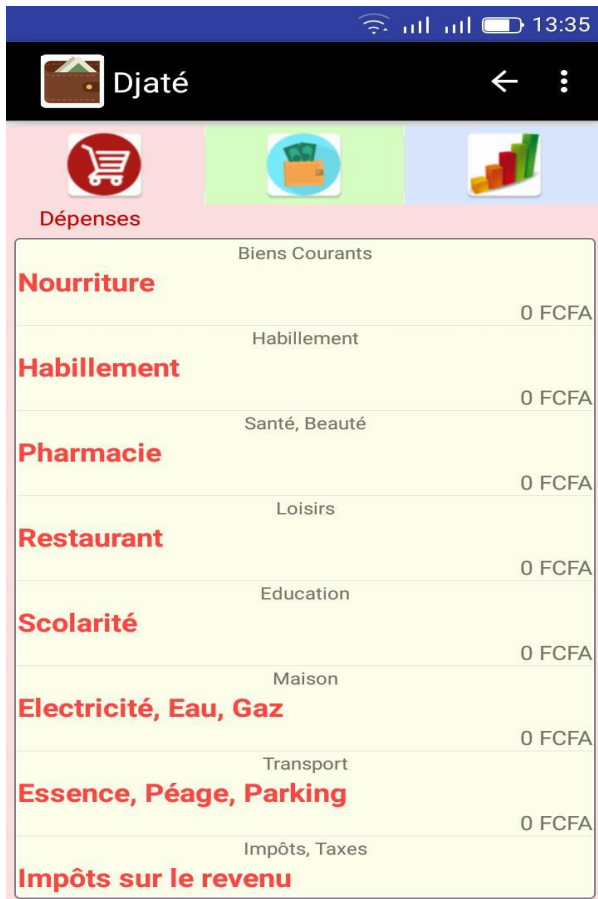 13:35
Djaté
Dépenses
Biens Courants
Nourriture
0 FCFA
Habillement
Habillement
0 FCFA
Santé, Beauté
Pharmacie
0 FCFA
Loisirs
Restaurant
0 FCFA
Education
Scolarité
0 FCFA
Maison
Electricité, Eau, Gaz
0 FCFA
Transport
Essence, Péage, Parking
0 FCFA
Impôts, Taxes
Impôts sur le revenu